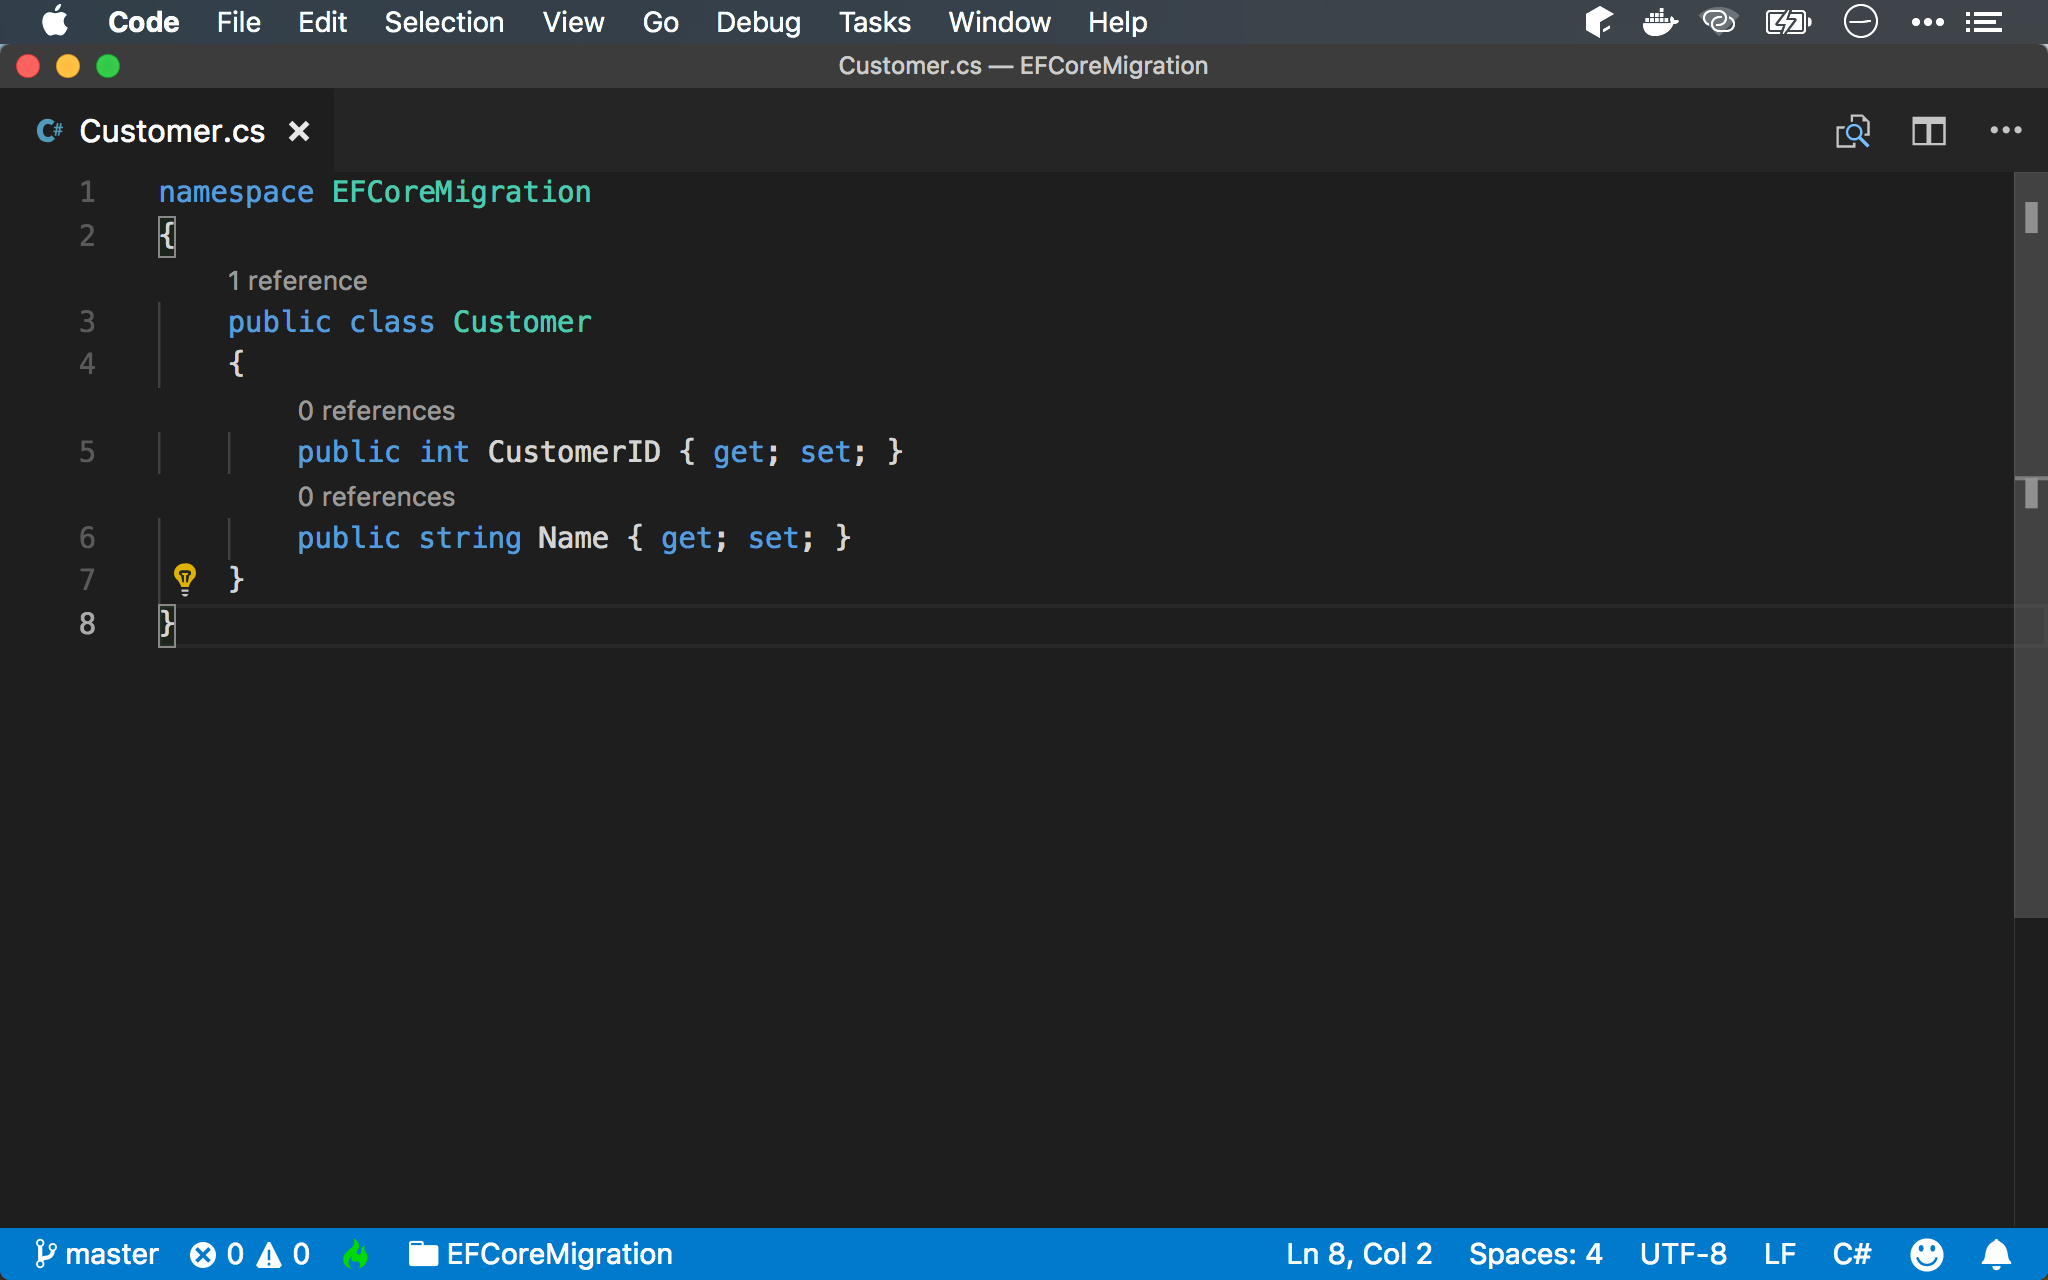 Code File Edit Selection View Go Debug Tasks Window Help
Customer.cs — EFCoreMigration
C# Customer.cs
1 namespace EFCoreMigration
2 {
1 reference
3 public class Customer
4 {
0 references
5 public int CustomerID { get; set; }
0 references
6 public string Name { get; set; }
7 }
8 }
master 0 0 EFCoreMigration Ln 8, Col 2 Spaces: 4 UTF-8 LF C#